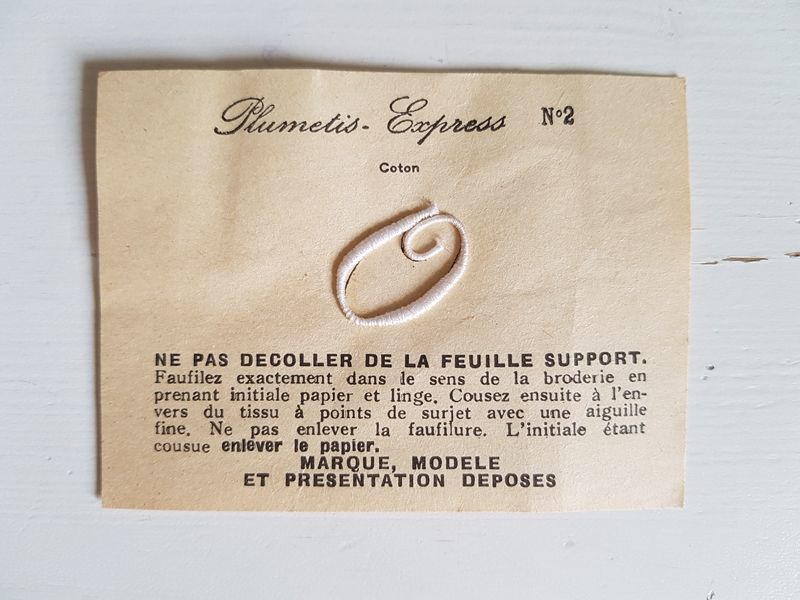 Plumetis-Express N°2
Coton
O
NE PAS DECOLLER DE LA FEUILLE SUPPORT.
Faufilez exactement dans le sens de la broderie en
prenant initiale papier et linge. Cousez ensuite à l'en-
vers du tissu à points de surjet avec une aiguille
fine. Ne pas enlever la faufilure. L'initiale étant
cousue enlever le papier.
MARQUE, MODELE
ET PRESENTATION DEPOSES